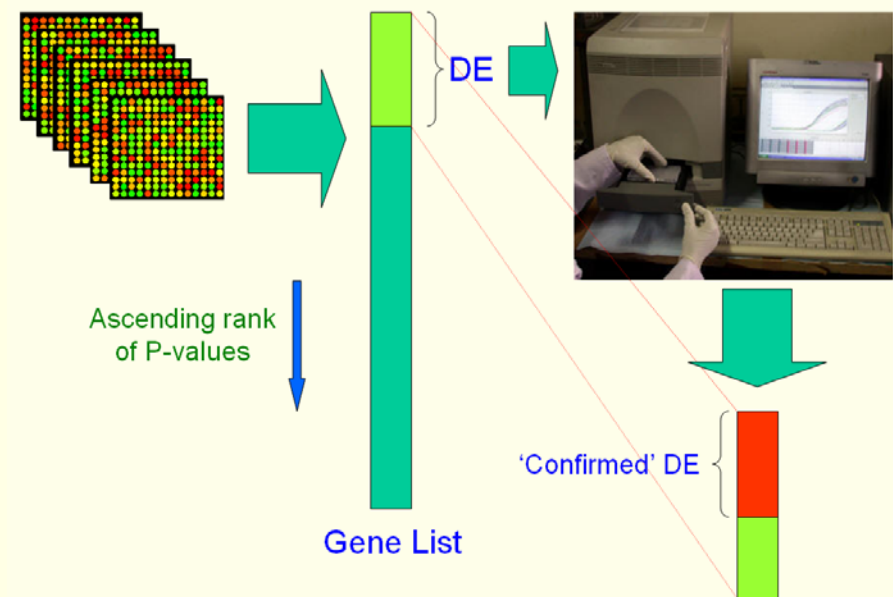 DE
Ascending rank
of P-values
‘Confirmed’ DE
Gene List